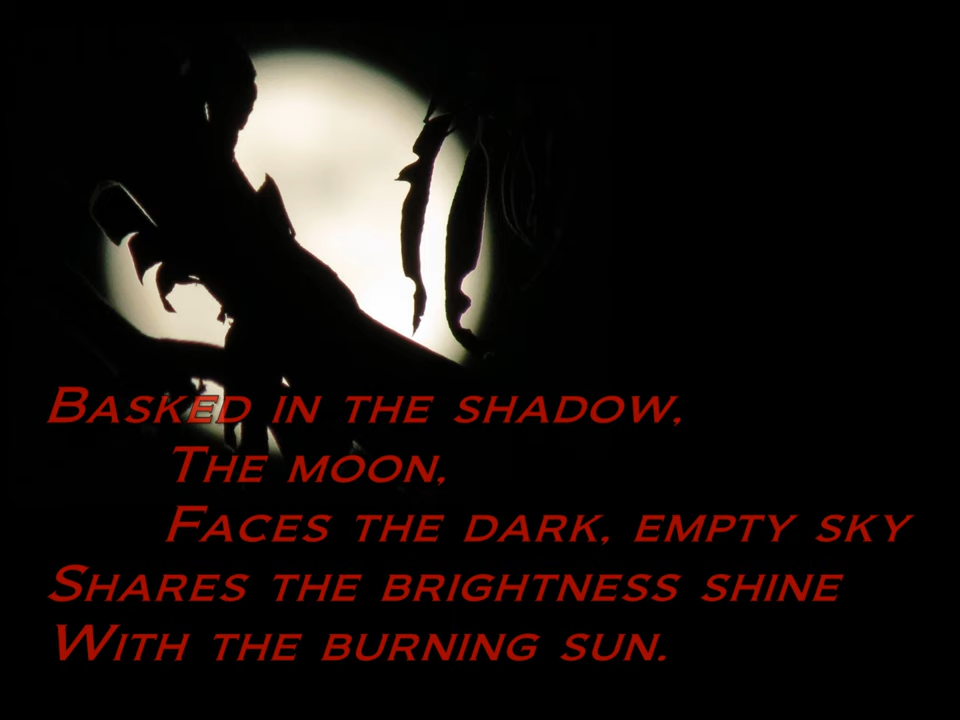 Basked in the shadow,
The moon,
Faces the dark, empty sky
Shares the brightness shine
With the burning sun.